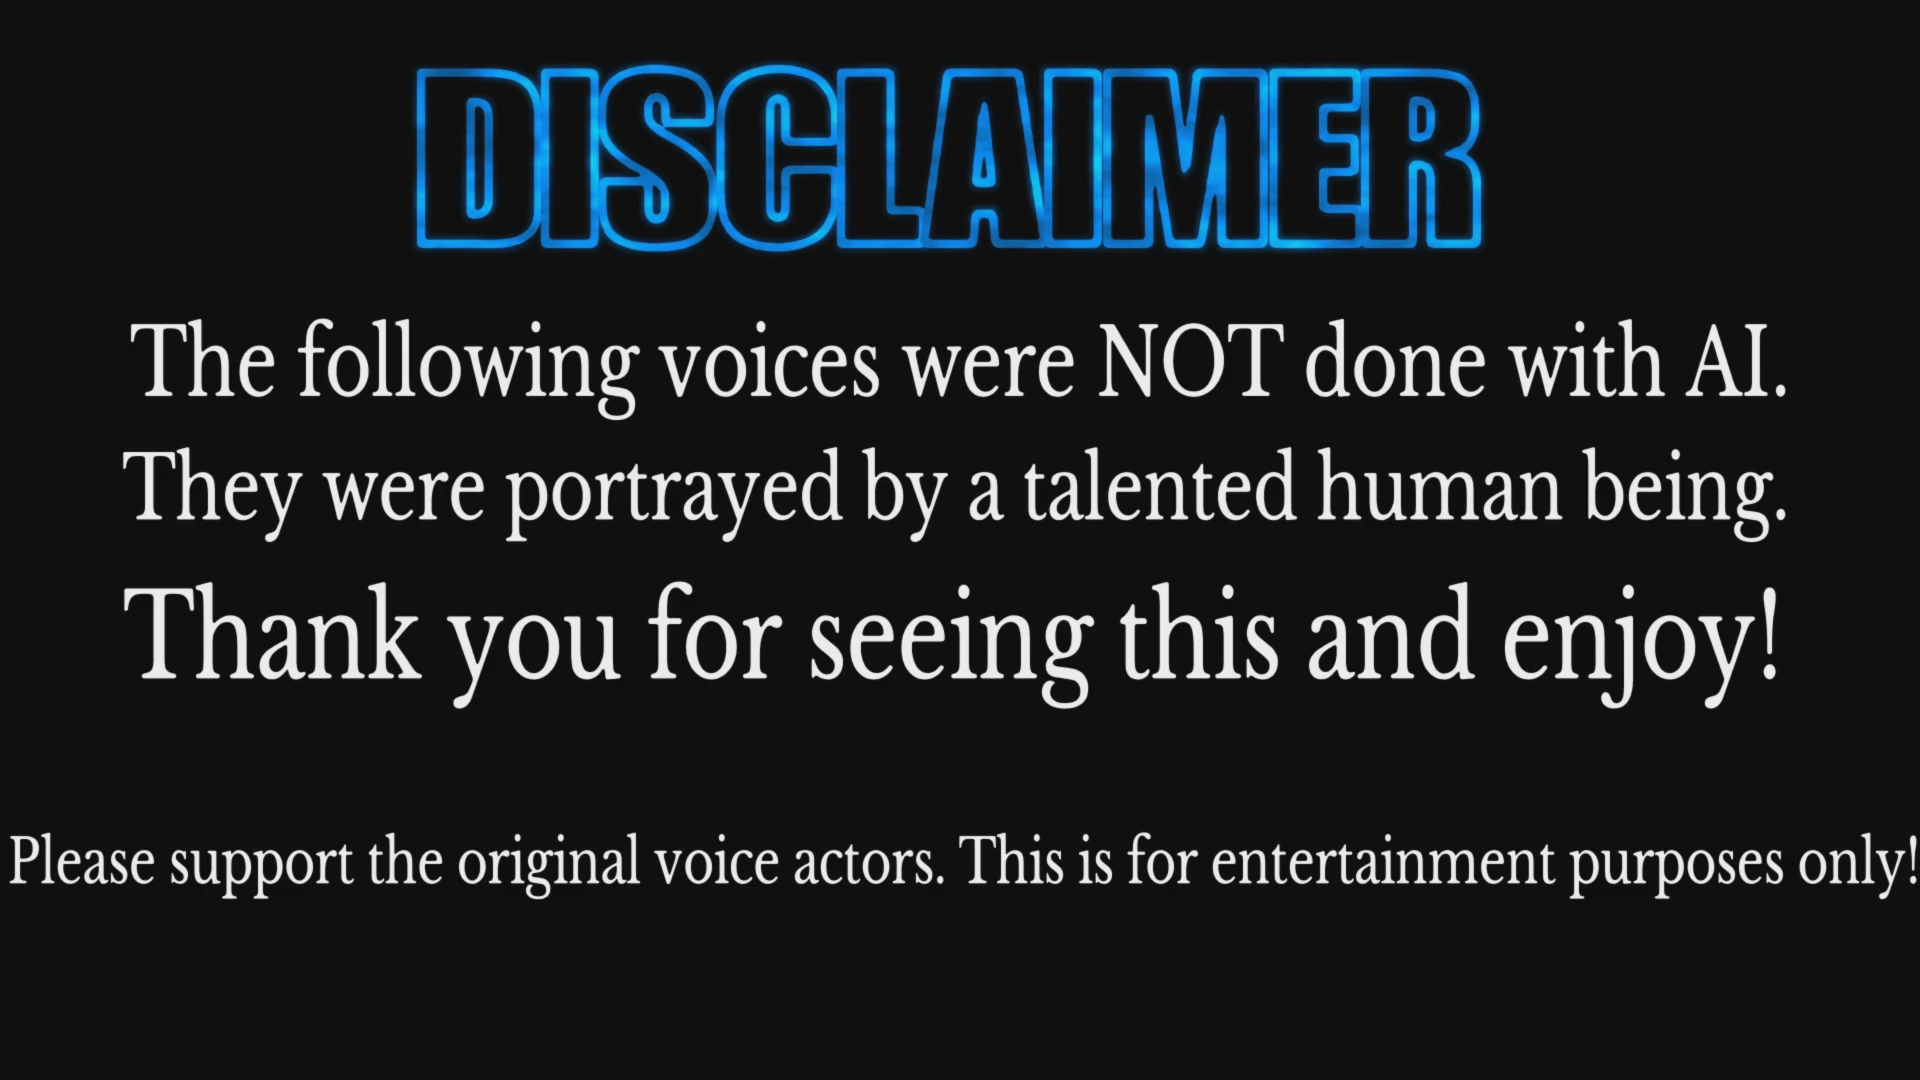 DISCLAIMER
The following voices were NOT done with AI.
They were portrayed by a talented human being.
Thank you for seeing this and enjoy!
Please support the original voice actors. This is for entertainment purposes only!